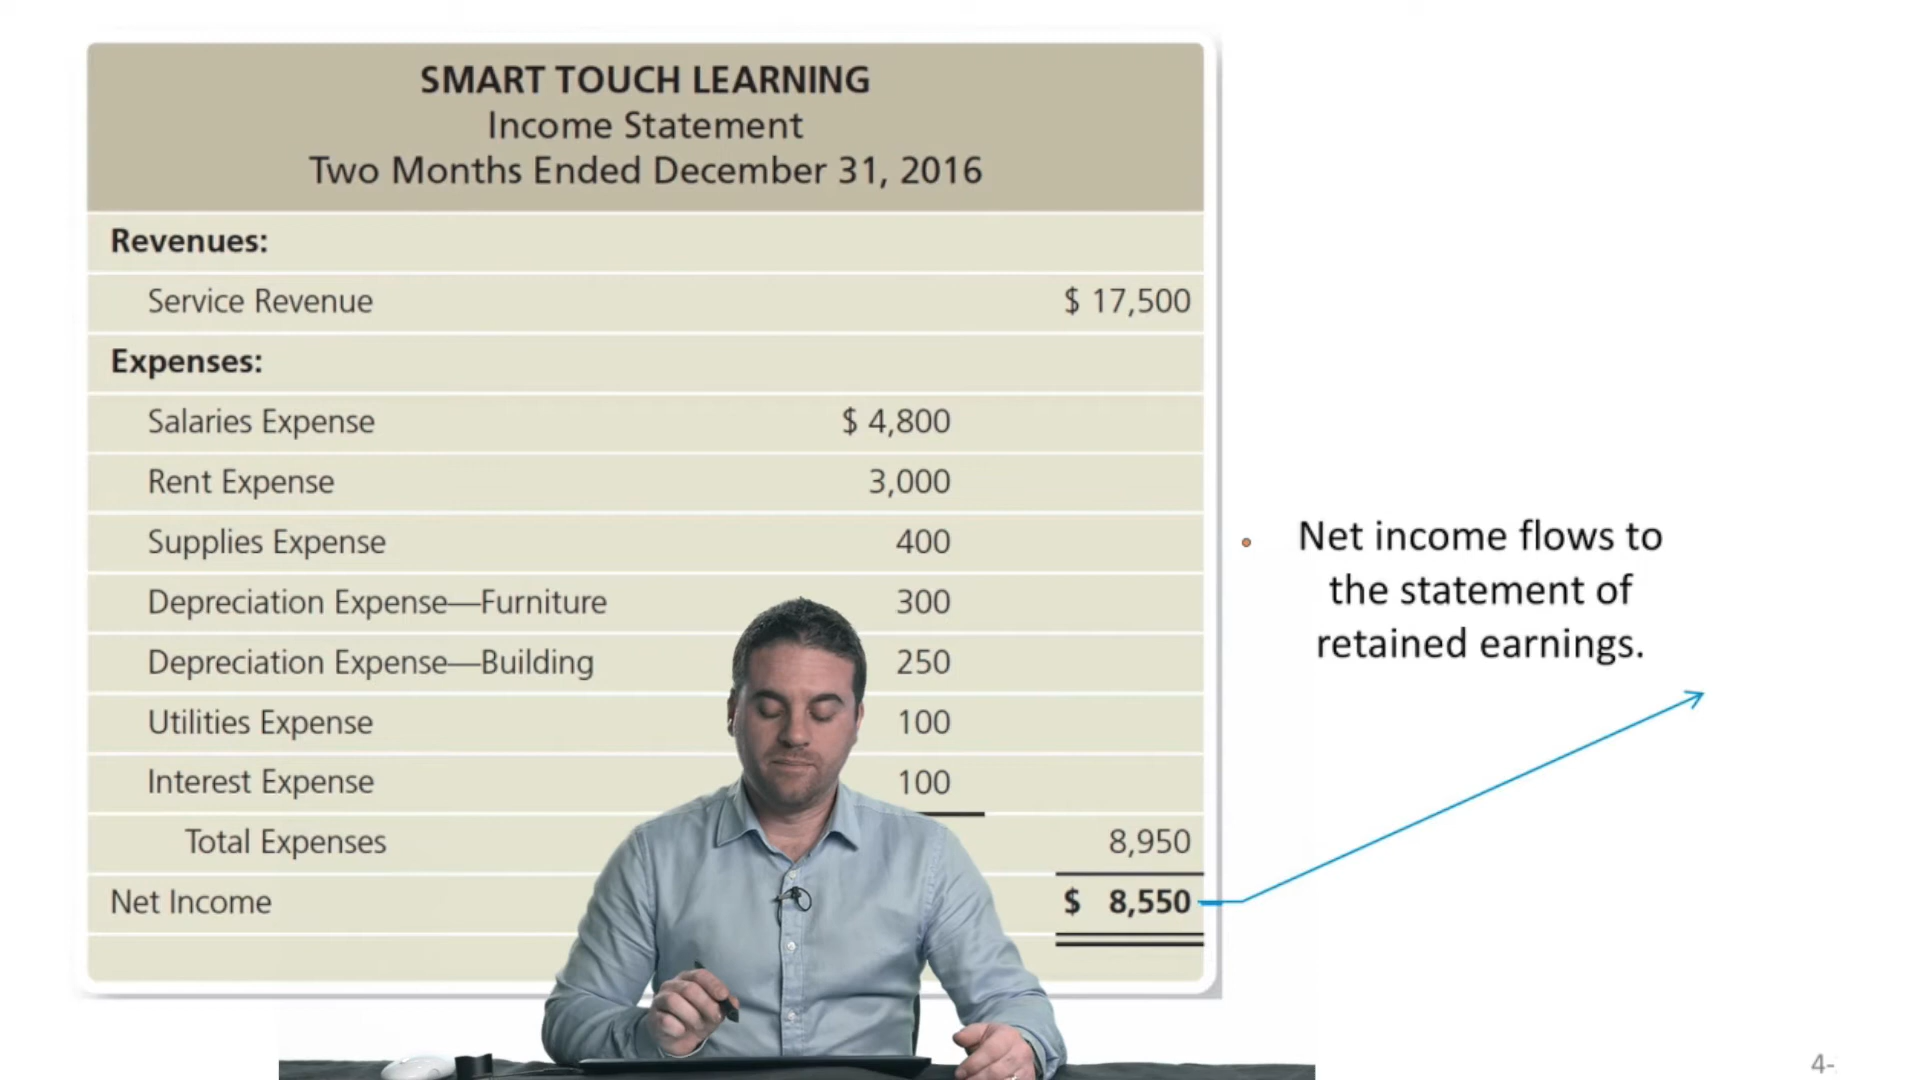 SMART TOUCH LEARNING
Income Statement
Two Months Ended December 31, 2016
Revenues:
Service Revenue $ 17,500
Expenses:
Salaries Expense $ 4,800
Rent Expense 3,000
Supplies Expense 400
Depreciation Expense—Furniture 300
Depreciation Expense—Building 250
Utilities Expense 100
Interest Expense 100
Total Expenses 8,950
Net Income $ 8,550
• Net income flows to
the statement of
retained earnings.
4-